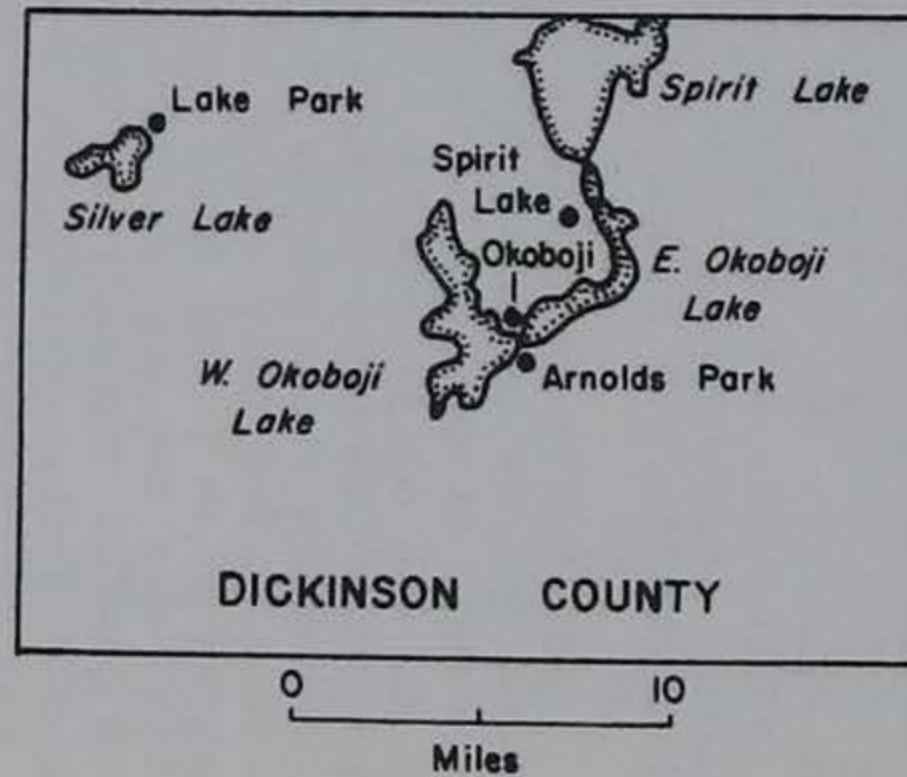 Lake Park
Silver Lake
Spirit Lake
Spirit
Lake
Okoboji
E. Okoboji
Lake
W. Okoboji
Lake
Arnolds Park
DICKINSON COUNTY
0 10
Miles